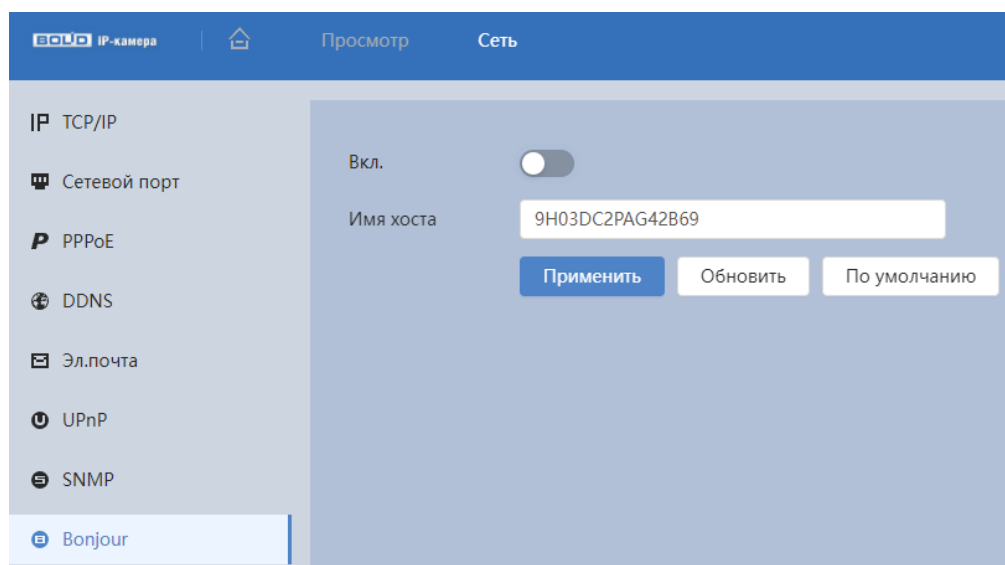 BOLID IP-камера
Просмотр
Сеть
TCP/IP
Сетевой порт
PPPoE
DDNS
Эл.почта
UPnP
SNMP
Bonjour
Вкл.
Имя хоста
9H03DC2PAG42B69
Применить
Обновить
По умолчанию